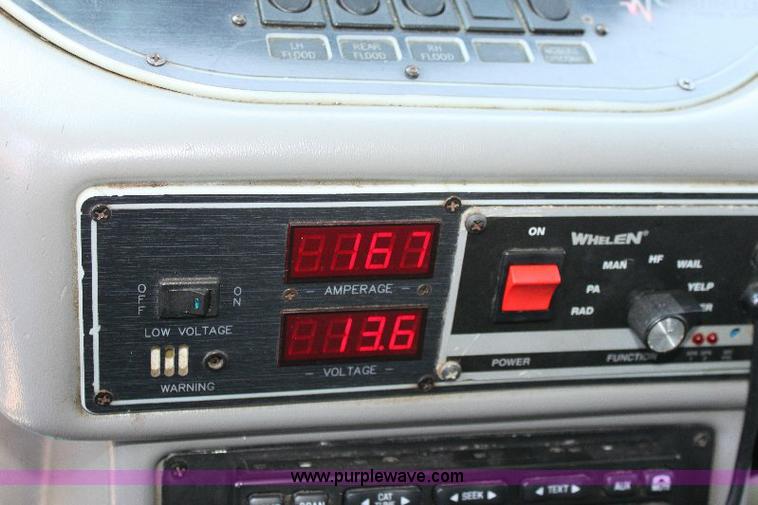 LH FLOOD
REAR FLOOD
RH FLOOD
167
AMPERAGE
13.6
VOLTAGE
OFF
ON
LOW VOLTAGE
WARNING
ON
POWER
WHELEN®
RAD
PA
MAN
HF
WAIL
YELP
FUNCTION
CAT
SEEK
TEXT
AUX
www.purplewave.com